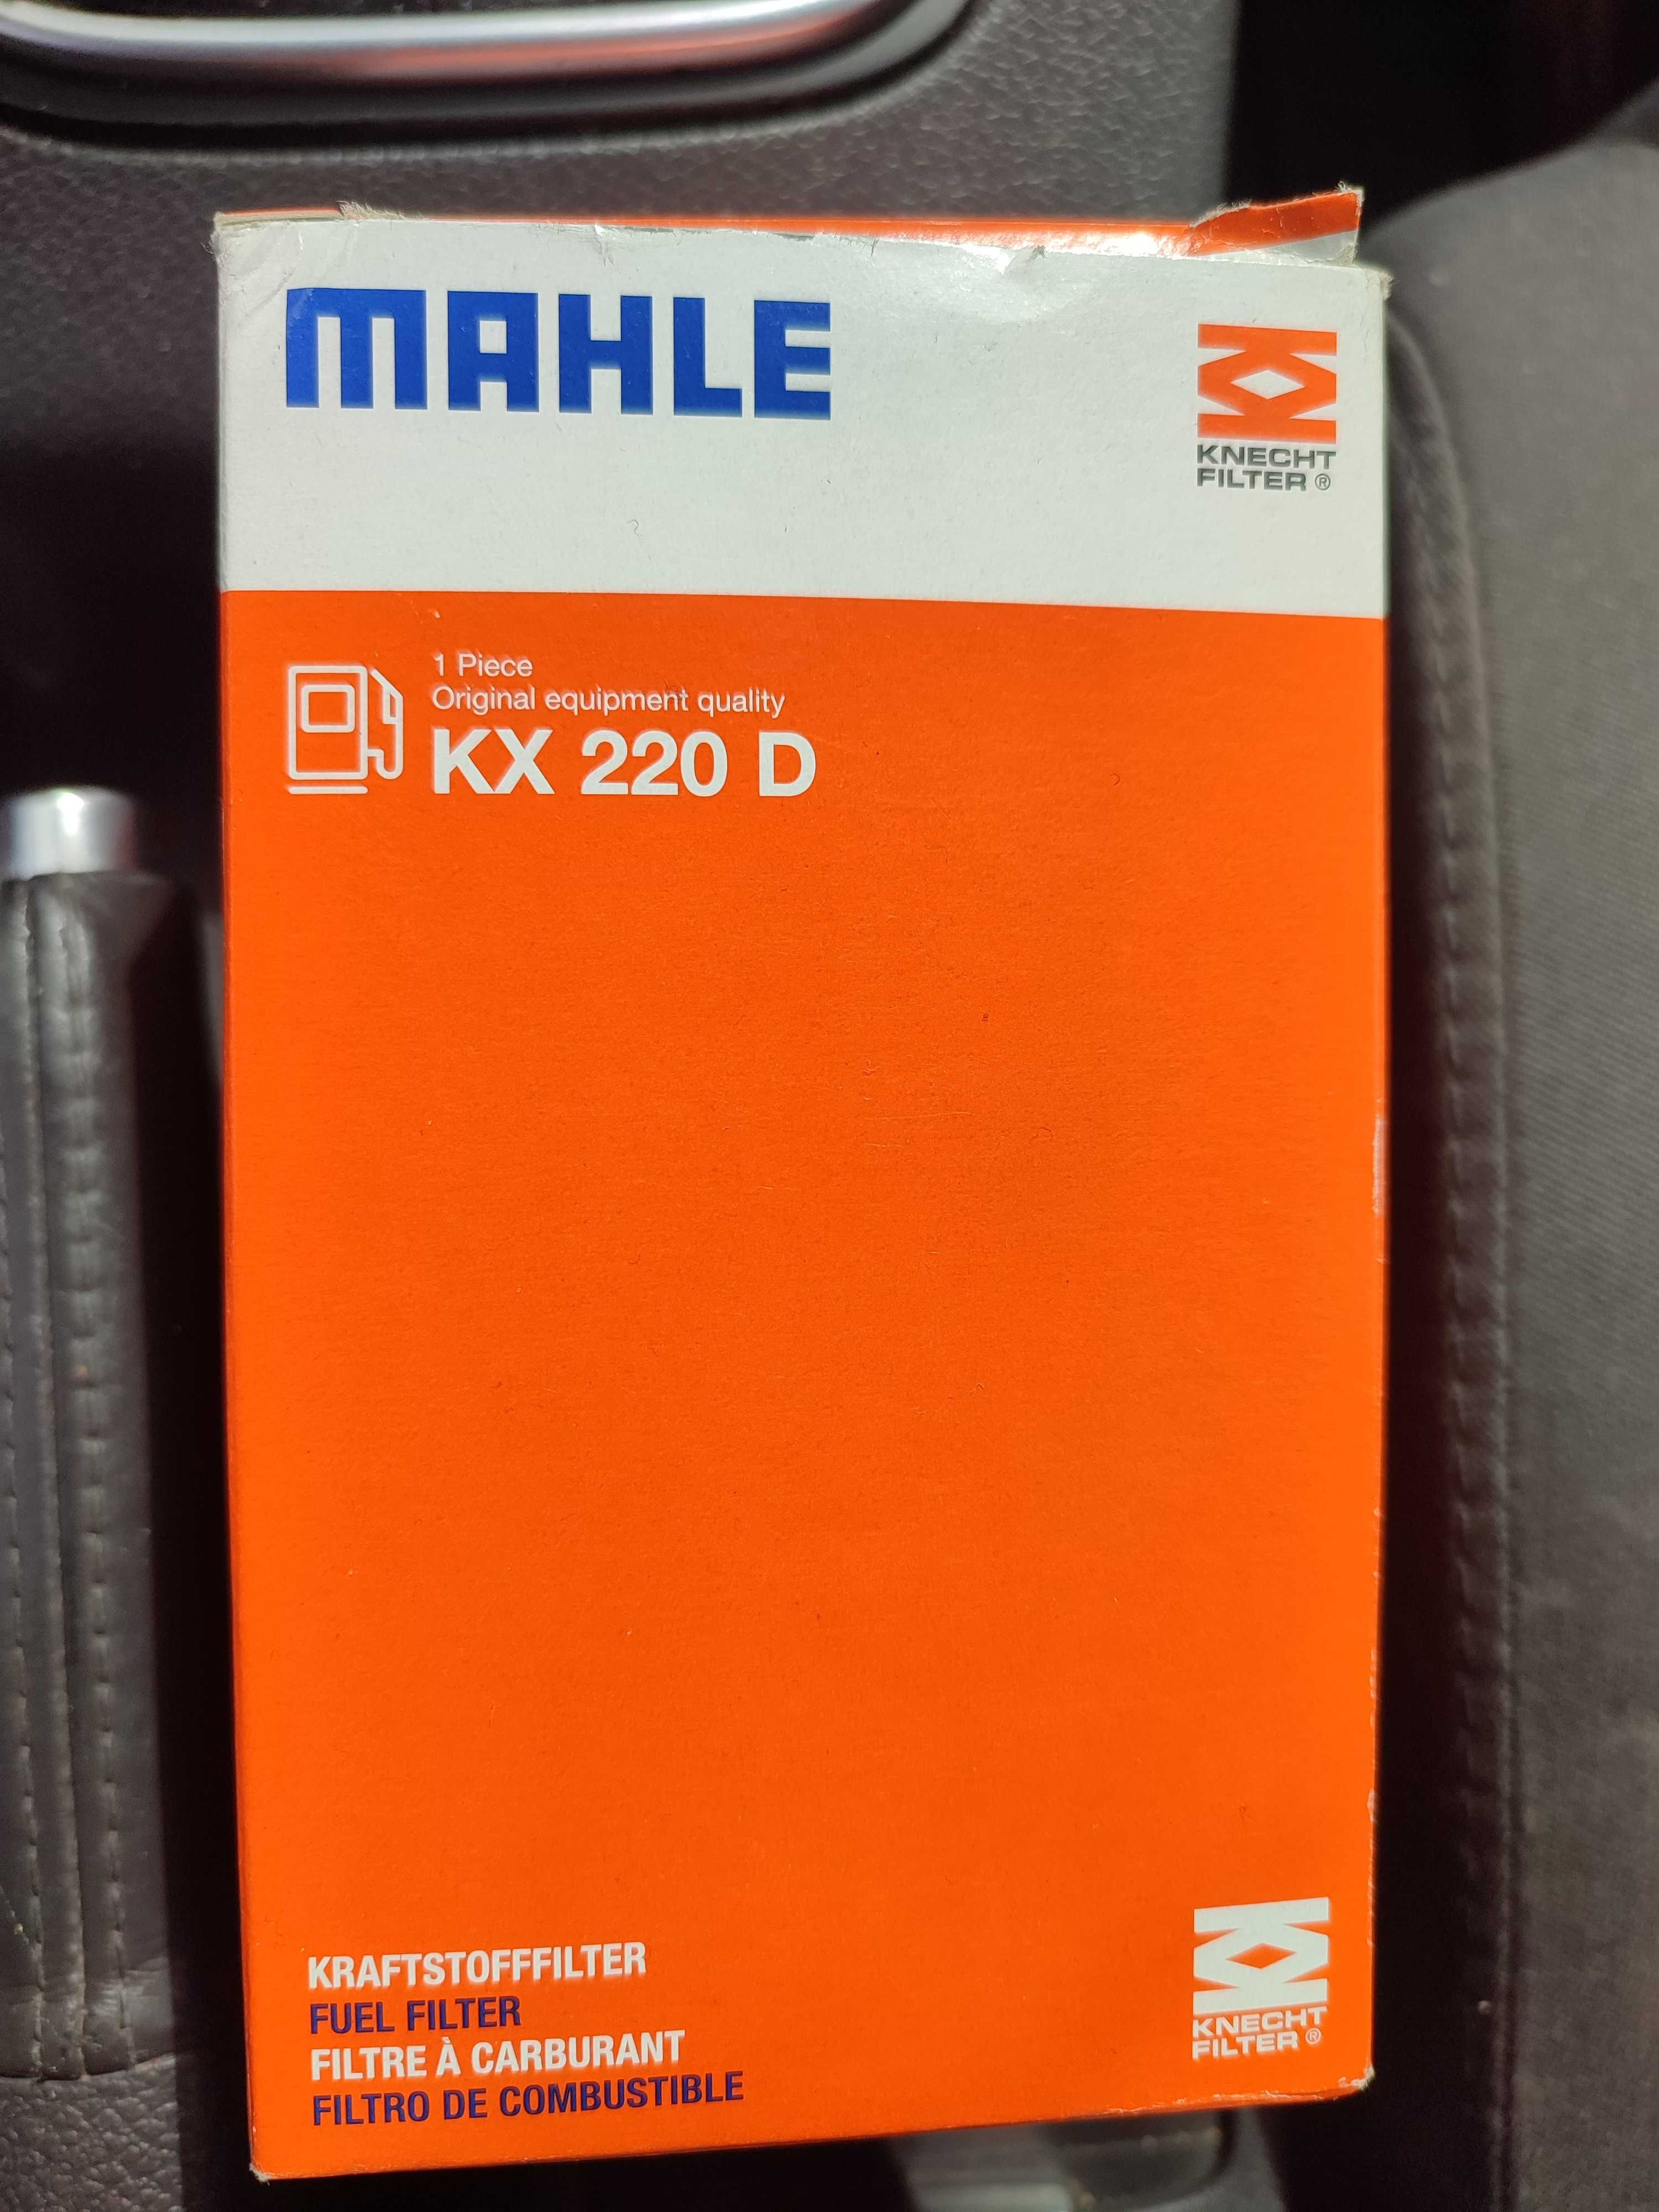 MAHLE
KNECHT
FILTER ®
1 Piece
Original equipment quality
KX 220 D
KRAFTSTOFFFILTER
FUEL FILTER
FILTRE À CARBURANT
FILTRO DE COMBUSTIBLE
KNECHT
FILTER ®